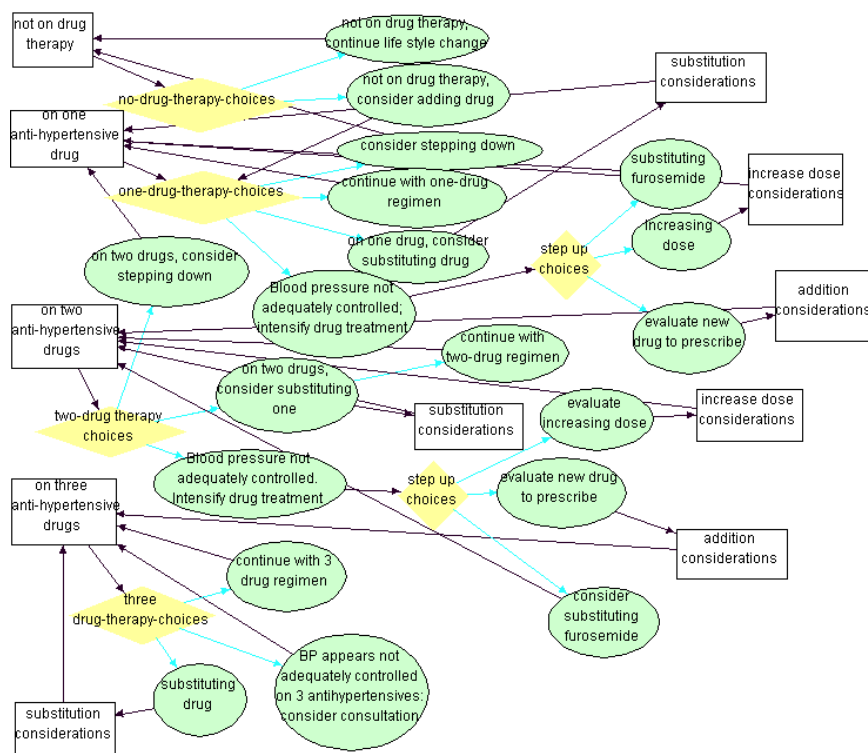 not on drug
therapy
not on drug therapy,
continue life style change
substitution
considerations
no-drug-therapy-choices
not on drug therapy,
consider adding drug
on one
anti-hypertensive
drug
consider stepping down
substituting
furosemide
increase dose
considerations
one-drug-therapy-choices
continue with one-drug
regimen
Increasing
dose
on one drug, consider
substituting drug
step up
choices
on two drugs, consider
stepping down
Blood pressure not
adequately controlled;
intensify drug treatment
addition
considerations
on two
anti-hypertensive
drugs
evaluate new
drug to prescribe
continue with
two-drug regimen
on two drugs,
consider substituting
one
two-drug therapy
choices
substitution
considerations
evaluate
increasing dose
increase dose
considerations
Blood pressure not
adequately controlled.
Intensify drug treatment
step up
choices
evaluate new drug
to prescribe
on three
anti-hypertensive
drugs
addition
considerations
continue with 3
drug regimen
three
drug-therapy-choices
consider
substituting
furosemide
BP appears not
adequately controlled
on 3 antihypertensives:
consider consultation
substituting
drug
substitution
considerations